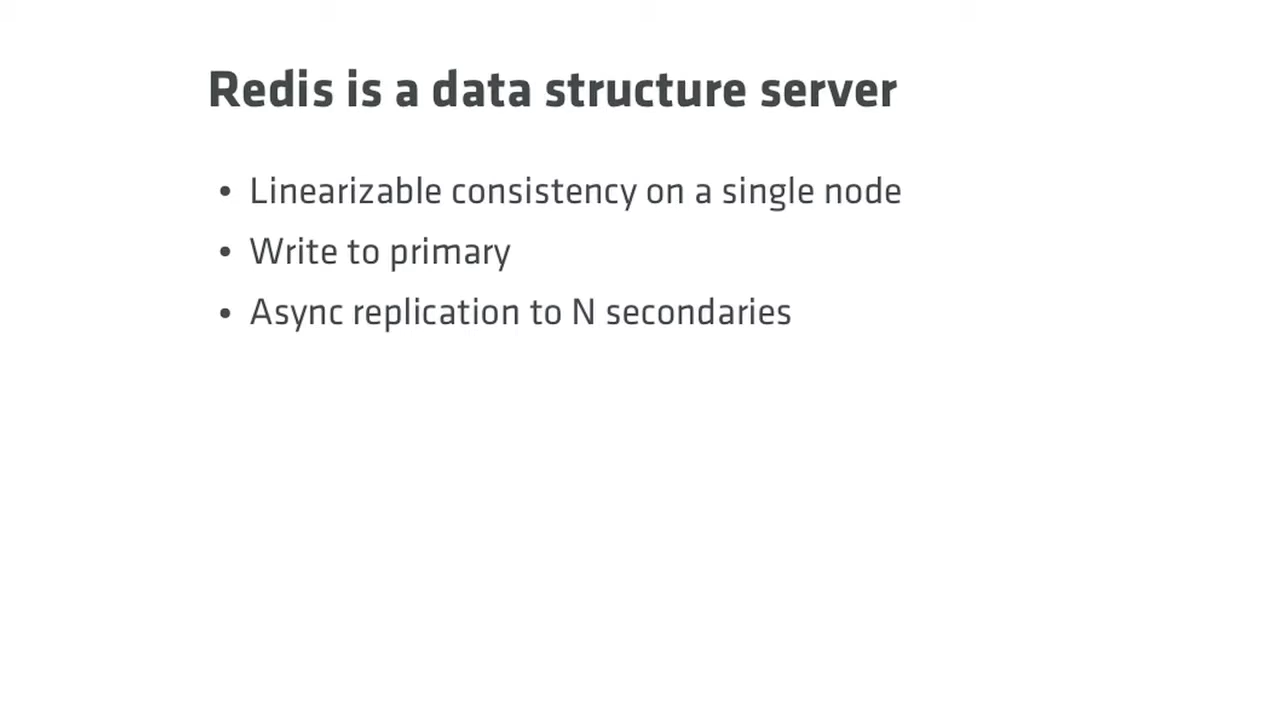 Redis is a data structure server
• Linearizable consistency on a single node
• Write to primary
• Async replication to N secondaries